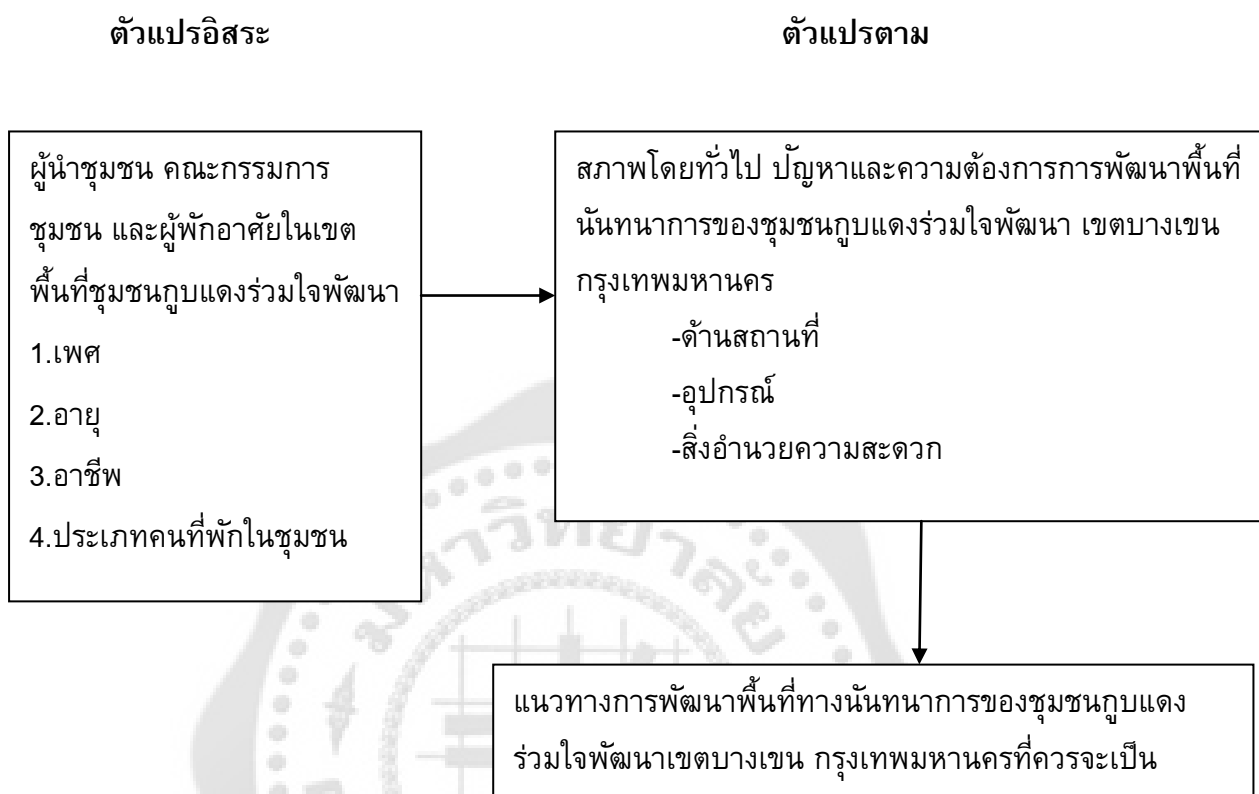 ตัวแปรอิสระ
ตัวแปรตาม
ผู้นำชุมชน คณะกรรมการ
ชุมชน และผู้พักอาศัยในเขต
พื้นที่ชุมชนกูบแดงร่วมใจพัฒนา
1.เพศ
2.อายุ
3.อาชีพ
4.ประเภทคนที่พักในชุมชน
สภาพโดยทั่วไป ปัญหาและความต้องการการพัฒนาพื้นที่
นันทนาการของชุมชนกูบแดงร่วมใจพัฒนา เขตบางเขน
กรุงเทพมหานคร
-ด้านสถานที่
-อุปกรณ์
-สิ่งอำนวยความสะดวก
แนวทางการพัฒนาพื้นที่ทางนันทนาการของชุมชนกูบแดง
ร่วมใจพัฒนาเขตบางเขน กรุงเทพมหานครที่ควรจะเป็น
มหาวิทยาลัย